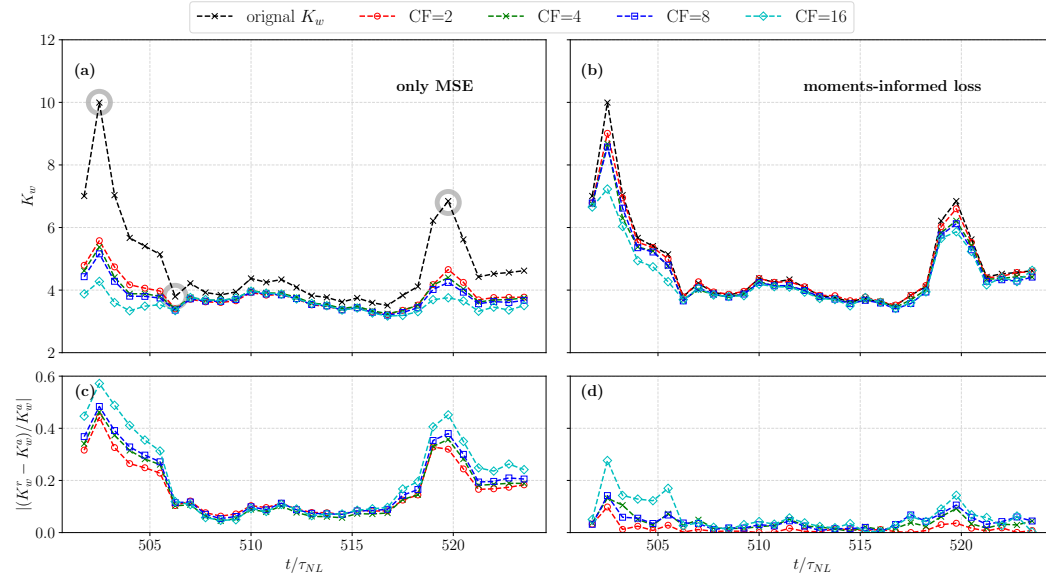 orignal K_w CF=2 CF=4 CF=8 CF=16
12
10
8
6
4
2
K_w
(a)
only MSE
(b)
moments-informed loss
0.6
0.4
0.2
0.0
|(K_w^r − K_w^a)/K_w^a|
(c)
(d)
505 510 515 520
t/τ_NL
505 510 515 520
t/τ_NL